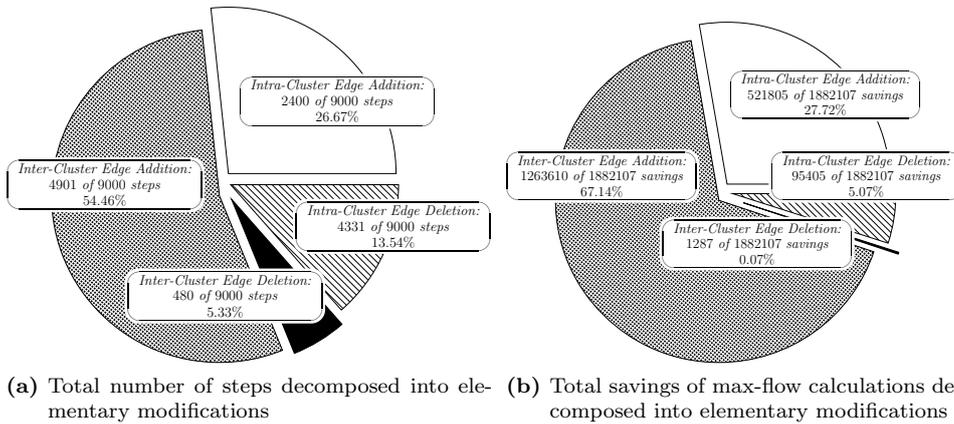 Intra-Cluster Edge Addition:
2400 of 9000 steps
26.67%
Inter-Cluster Edge Addition:
4901 of 9000 steps
54.46%
Intra-Cluster Edge Deletion:
4331 of 9000 steps
13.54%
Inter-Cluster Edge Deletion:
480 of 9000 steps
5.33%
(a) Total number of steps decomposed into ele-
mentary modifications
Intra-Cluster Edge Addition:
521805 of 1882107 savings
27.72%
Inter-Cluster Edge Addition:
1263610 of 1882107 savings
67.14%
Intra-Cluster Edge Deletion:
95405 of 1882107 savings
5.07%
Inter-Cluster Edge Deletion:
1287 of 1882107 savings
0.07%
(b) Total savings of max-flow calculations de
composed into elementary modifications